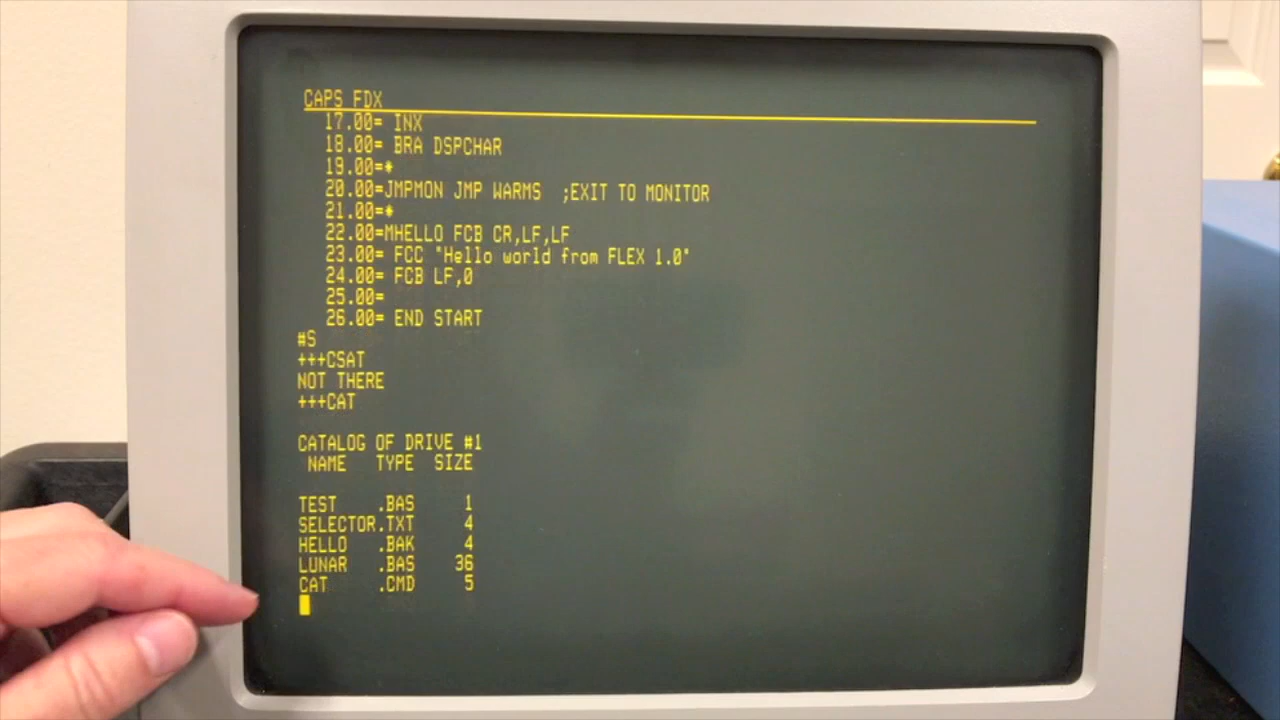 CAPS FDX
17.00= INX
18.00= BRA DSPCHAR
19.00=*
20.00=JMPMON JMP WARMS  ;EXIT TO MONITOR
21.00=*
22.00=MHELLO FCB CR,LF,LF
23.00= FCC "Hello world from FLEX 1.0"
24.00= FCB LF,0
25.00=
26.00= END START
#S
+++CSAT
NOT THERE
+++CAT
CATALOG OF DRIVE #1
NAME   TYPE  SIZE
TEST    .BAS     1
SELECTOR.TXT     4
HELLO   .BAK     4
LUNAR   .BAS    36
CAT     .CMD     5